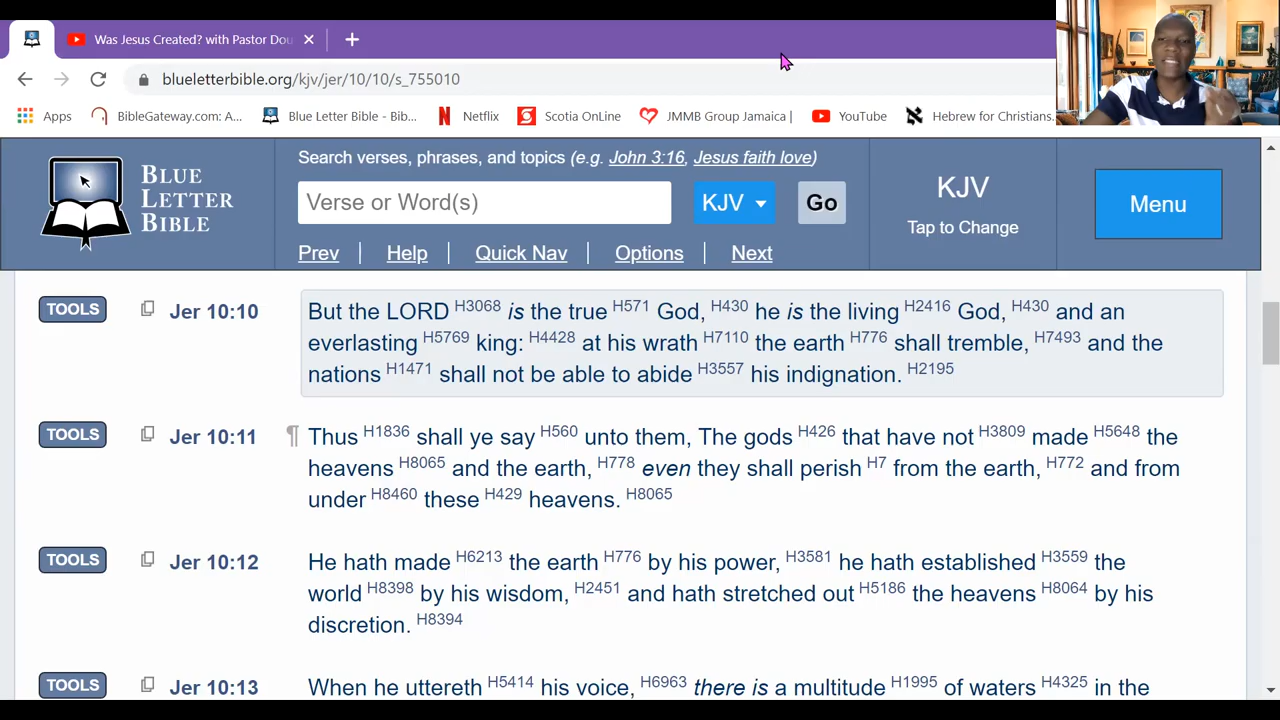 Was Jesus Created? with Pastor Dou
blueletterbible.org/kjv/jer/10/10/s_755010
Apps BibleGateway.com: A... Blue Letter Bible - Bib... Netflix Scotia OnLine JMMB Group Jamaica | YouTube Hebrew for Christians.
BLUE LETTER BIBLE
Search verses, phrases, and topics (e.g. John 3:16, Jesus faith love)
Verse or Word(s) KJV Go
Prev | Help | Quick Nav | Options | Next
KJV
Tap to Change
Menu
TOOLS Jer 10:10 But the LORD H3068 is the true H571 God, H430 he is the living H2416 God, H430 and an
everlasting H5769 king: H4428 at his wrath H7110 the earth H776 shall tremble, H7493 and the
nations H1471 shall not be able to abide H3557 his indignation. H2195
TOOLS Jer 10:11 ¶ Thus H1836 shall ye say H560 unto them, The gods H426 that have not H3809 made H5648 the
heavens H8065 and the earth, H778 even they shall perish H7 from the earth, H772 and from
under H8460 these H429 heavens. H8065
TOOLS Jer 10:12 He hath made H6213 the earth H776 by his power, H3581 he hath established H3559 the
world H8398 by his wisdom, H2451 and hath stretched out H5186 the heavens H8064 by his
discretion. H8394
TOOLS Jer 10:13 When he uttereth H5414 his voice, H6963 there is a multitude H1995 of waters H4325 in the